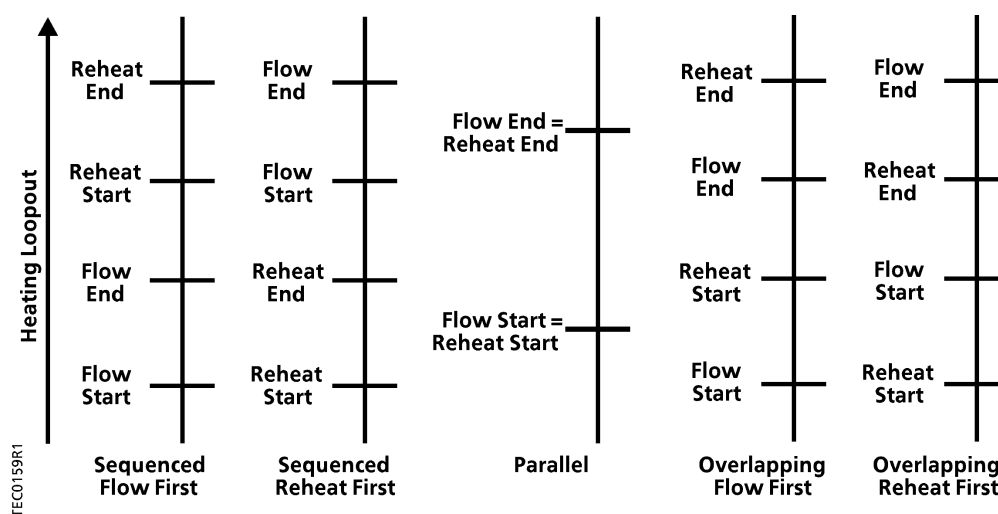 Heating Loopout
TEC0159R1
Reheat
End
Reheat
Start
Flow
End
Flow
Start
Sequenced
Flow First
Flow
End
Flow
Start
Reheat
End
Reheat
Start
Sequenced
Reheat First
Flow End =
Reheat End
Flow Start =
Reheat Start
Parallel
Reheat
End
Flow
End
Reheat
Start
Flow
Start
Overlapping
Flow First
Flow
End
Reheat
End
Flow
Start
Reheat
Start
Overlapping
Reheat First